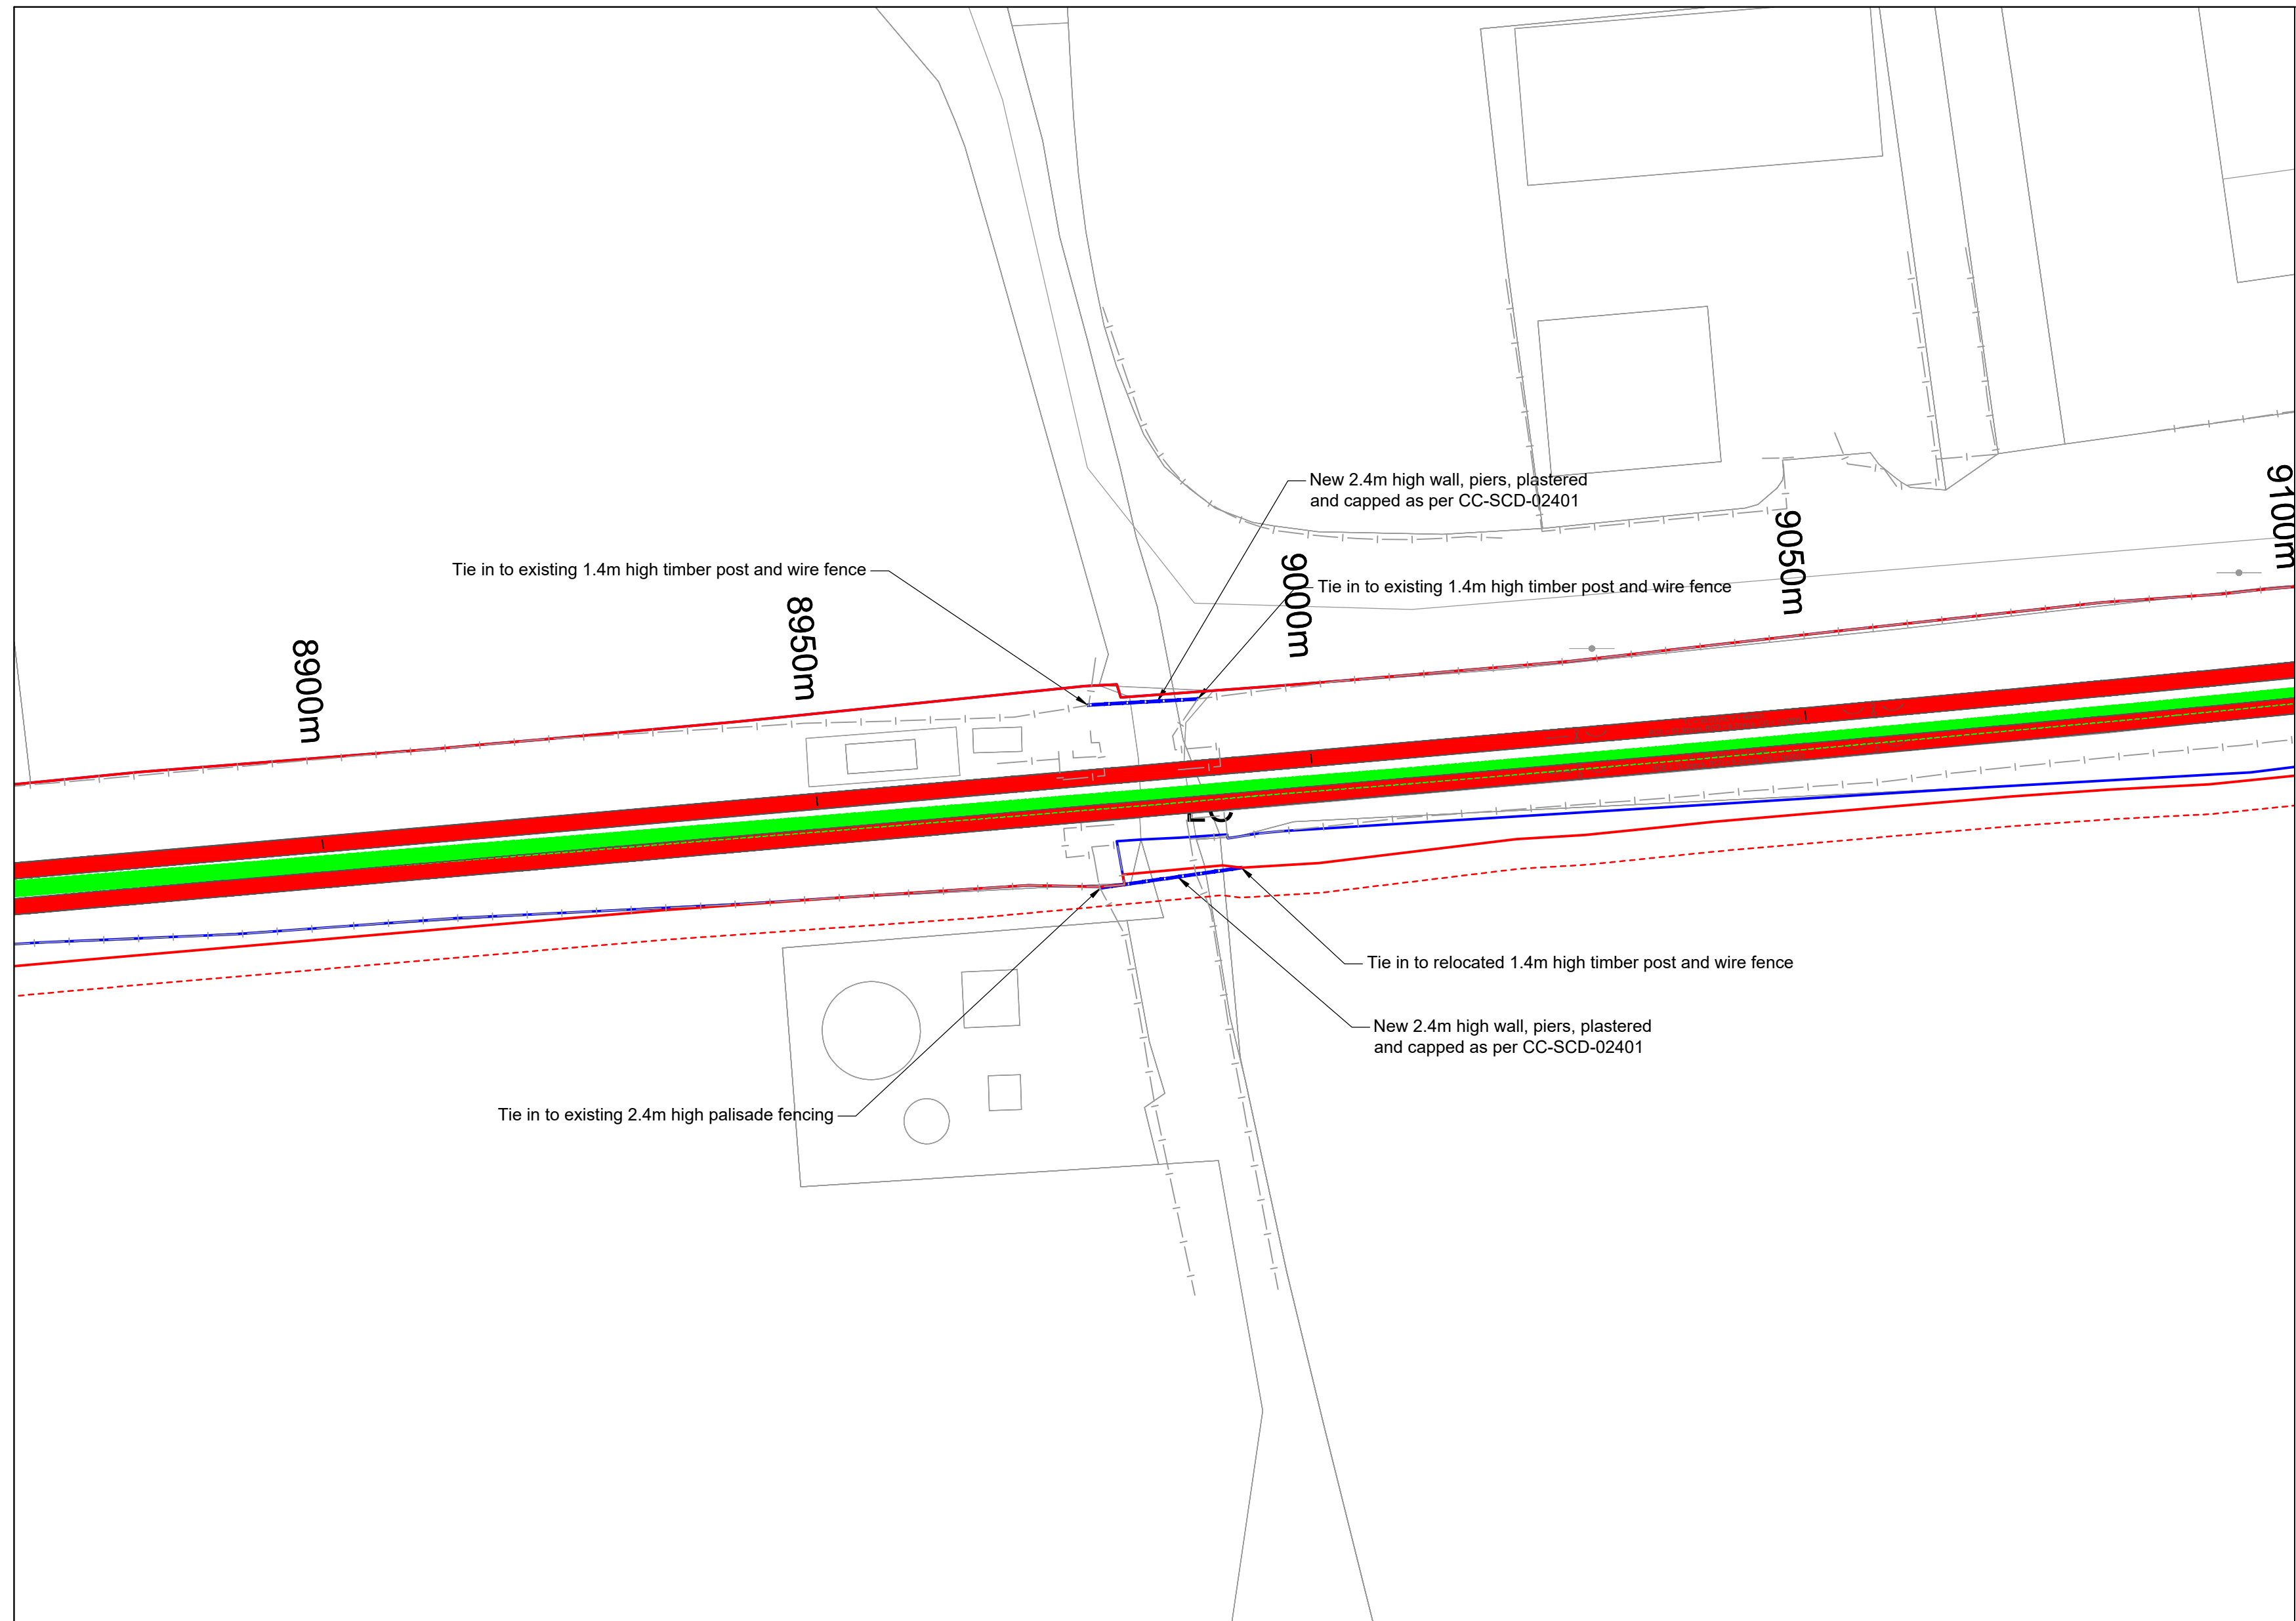 New 2.4m high wall, piers, plastered
and capped as per CC-SCD-02401
Tie in to existing 1.4m high timber post and wire fence
Tie in to existing 1.4m high timber post and wire fence
8900m
8950m
9000m
9050m
9100m
Tie in to relocated 1.4m high timber post and wire fence
New 2.4m high wall, piers, plastered
and capped as per CC-SCD-02401
Tie in to existing 2.4m high palisade fencing